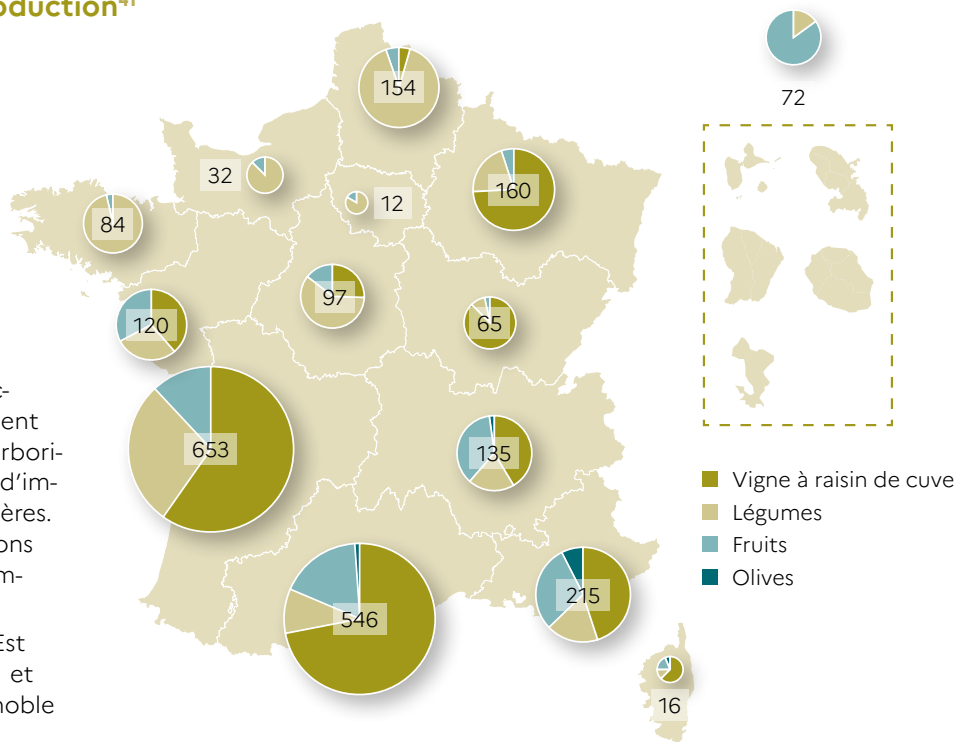 oduction⁴¹
154
72
32
12
160
84
97
120
65
c-
ent
rbori-
d'im-
ères.
ons
m-
Est
et
noble
653
135
546
215
16
Vigne à raisin de cuve
Légumes
Fruits
Olives